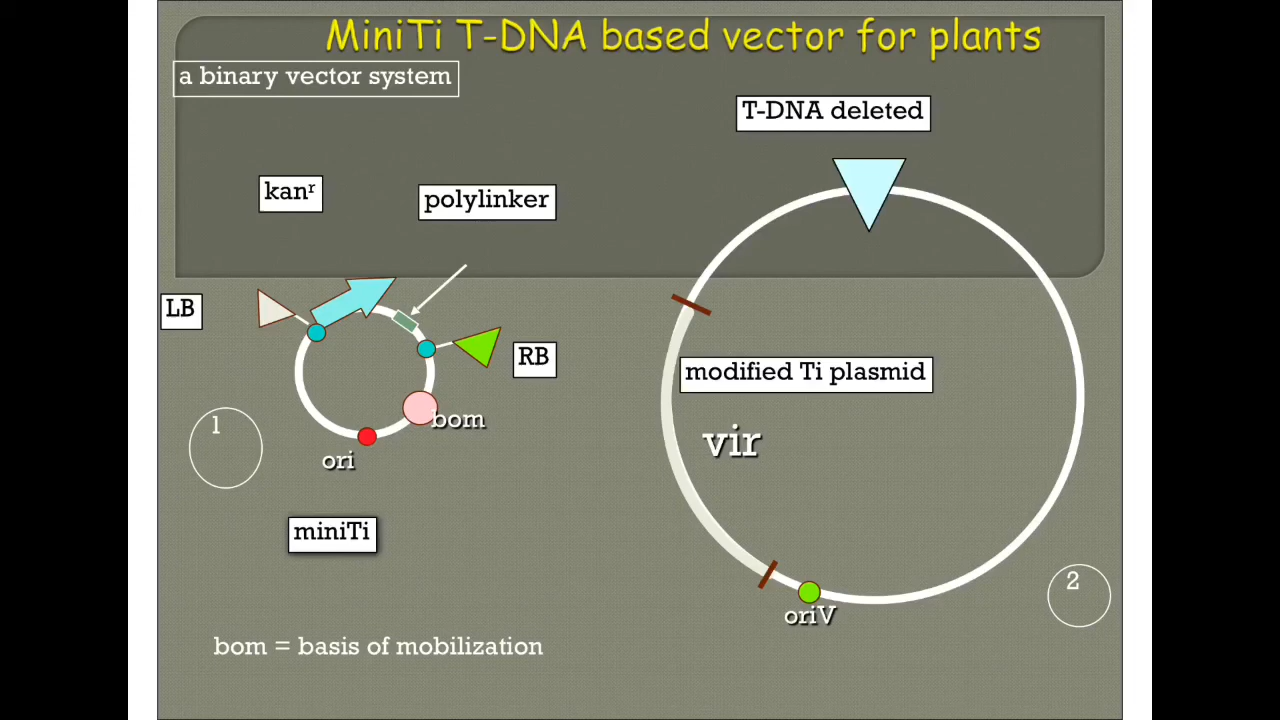 MiniTi T-DNA based vector for plants
a binary vector system
T-DNA deleted
kanʳ
polylinker
LB
RB
modified Ti plasmid
1
bom
vir
ori
miniTi
2
oriV
bom = basis of mobilization